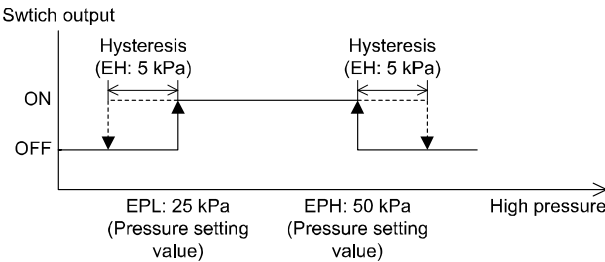 Swtich output
Hysteresis
(EH: 5 kPa)
Hysteresis
(EH: 5 kPa)
ON
OFF
EPL: 25 kPa
(Pressure setting
value)
EPH: 50 kPa
(Pressure setting
value)
High pressure